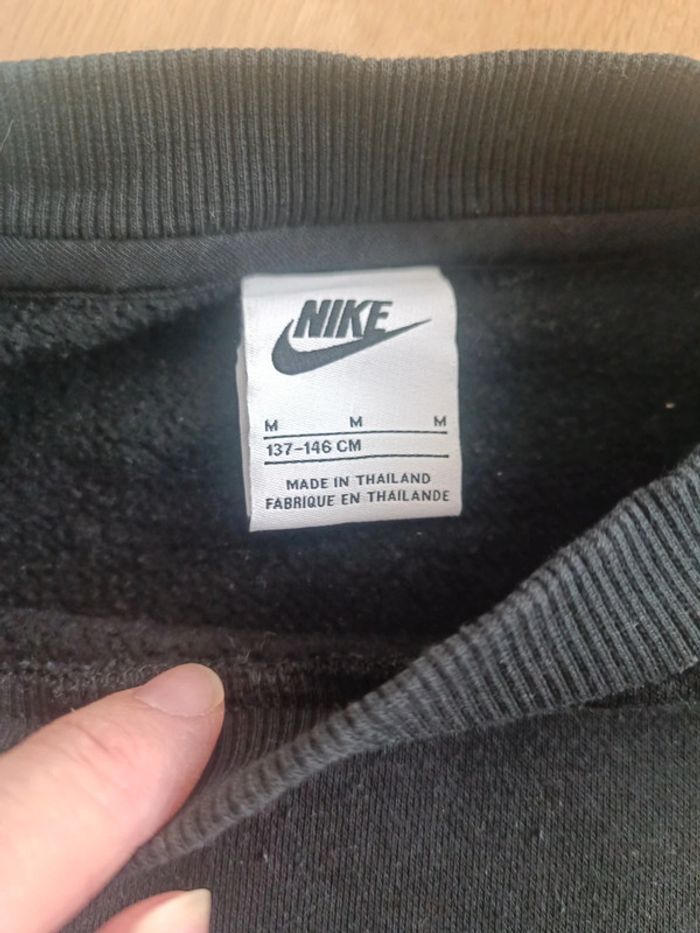 NIKE
M M M
137-146 CM
MADE IN THAILAND
FABRIQUE EN THAILANDE